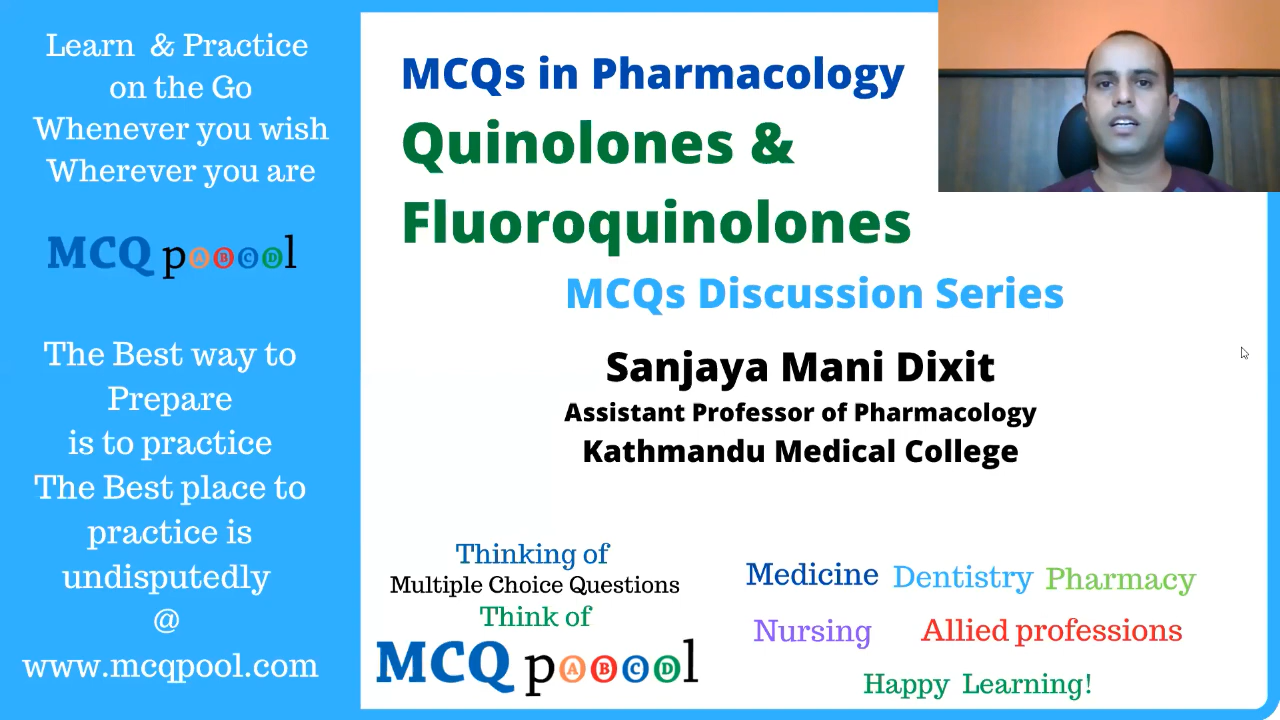 Learn & Practice
on the Go
Whenever you wish
Wherever you are
MCQ pABCDl
The Best way to
Prepare
is to practice
The Best place to
practice is
undisputedly
@
www.mcqpool.com
MCQs in Pharmacology
Quinolones &
Fluoroquinolones
MCQs Discussion Series
Sanjaya Mani Dixit
Assistant Professor of Pharmacology
Kathmandu Medical College
Thinking of
Multiple Choice Questions
Think of
MCQ pABCDl
Medicine Dentistry Pharmacy
Nursing Allied professions
Happy Learning!